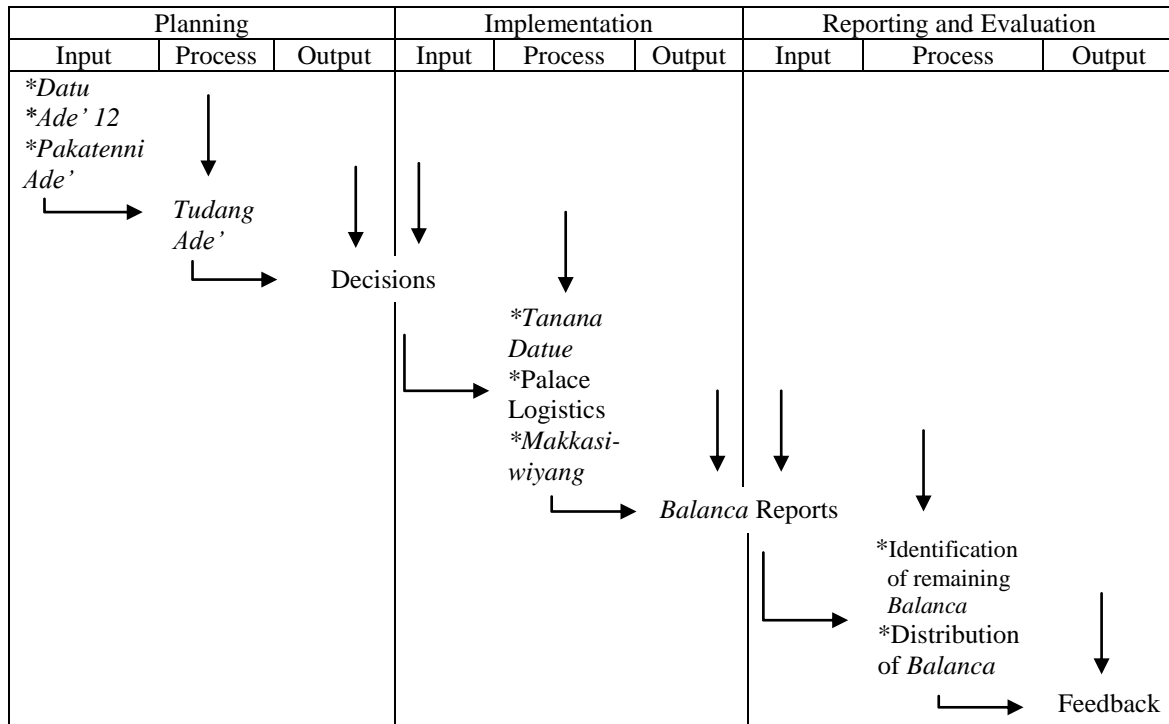 Planning Implementation Reporting and Evaluation
Input Process Output Input Process Output Input Process Output
*Datu
*Ade’ 12
*Pakatenni
Ade’
Tudang
Ade’
Decisions
*Tanana
Datue
*Palace
Logistics
*Makkasi-
wiyang
Balanca Reports
*Identification
of remaining
Balanca
*Distribution
of Balanca
Feedback